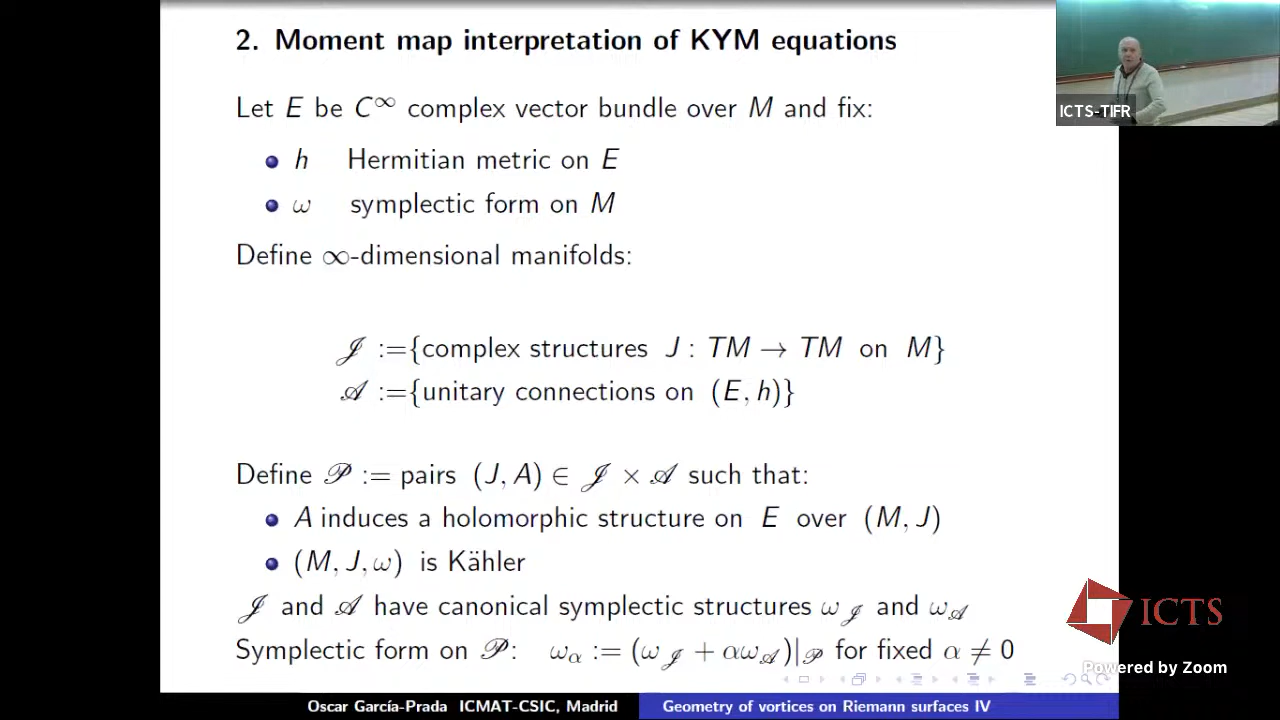 2. Moment map interpretation of KYM equations
Let E be C∞ complex vector bundle over M and fix:
h Hermitian metric on E
ω symplectic form on M
Define ∞-dimensional manifolds:
𝒥 :={complex structures J : TM → TM on M}
𝒜 :={unitary connections on (E, h)}
Define 𝒫 := pairs (J, A) ∈ 𝒥 × 𝒜 such that:
A induces a holomorphic structure on E over (M, J)
(M, J, ω) is Kähler
𝒥 and 𝒜 have canonical symplectic structures ω_𝒥 and ω_𝒜
Symplectic form on 𝒫: ω_α := (ω_𝒥 + αω_𝒜)|_𝒫 for fixed α ≠ 0
Oscar García-Prada ICMAT-CSIC, Madrid
Geometry of vortices on Riemann surfaces IV
ICTS-TIFR
ICTS
Powered by Zoom